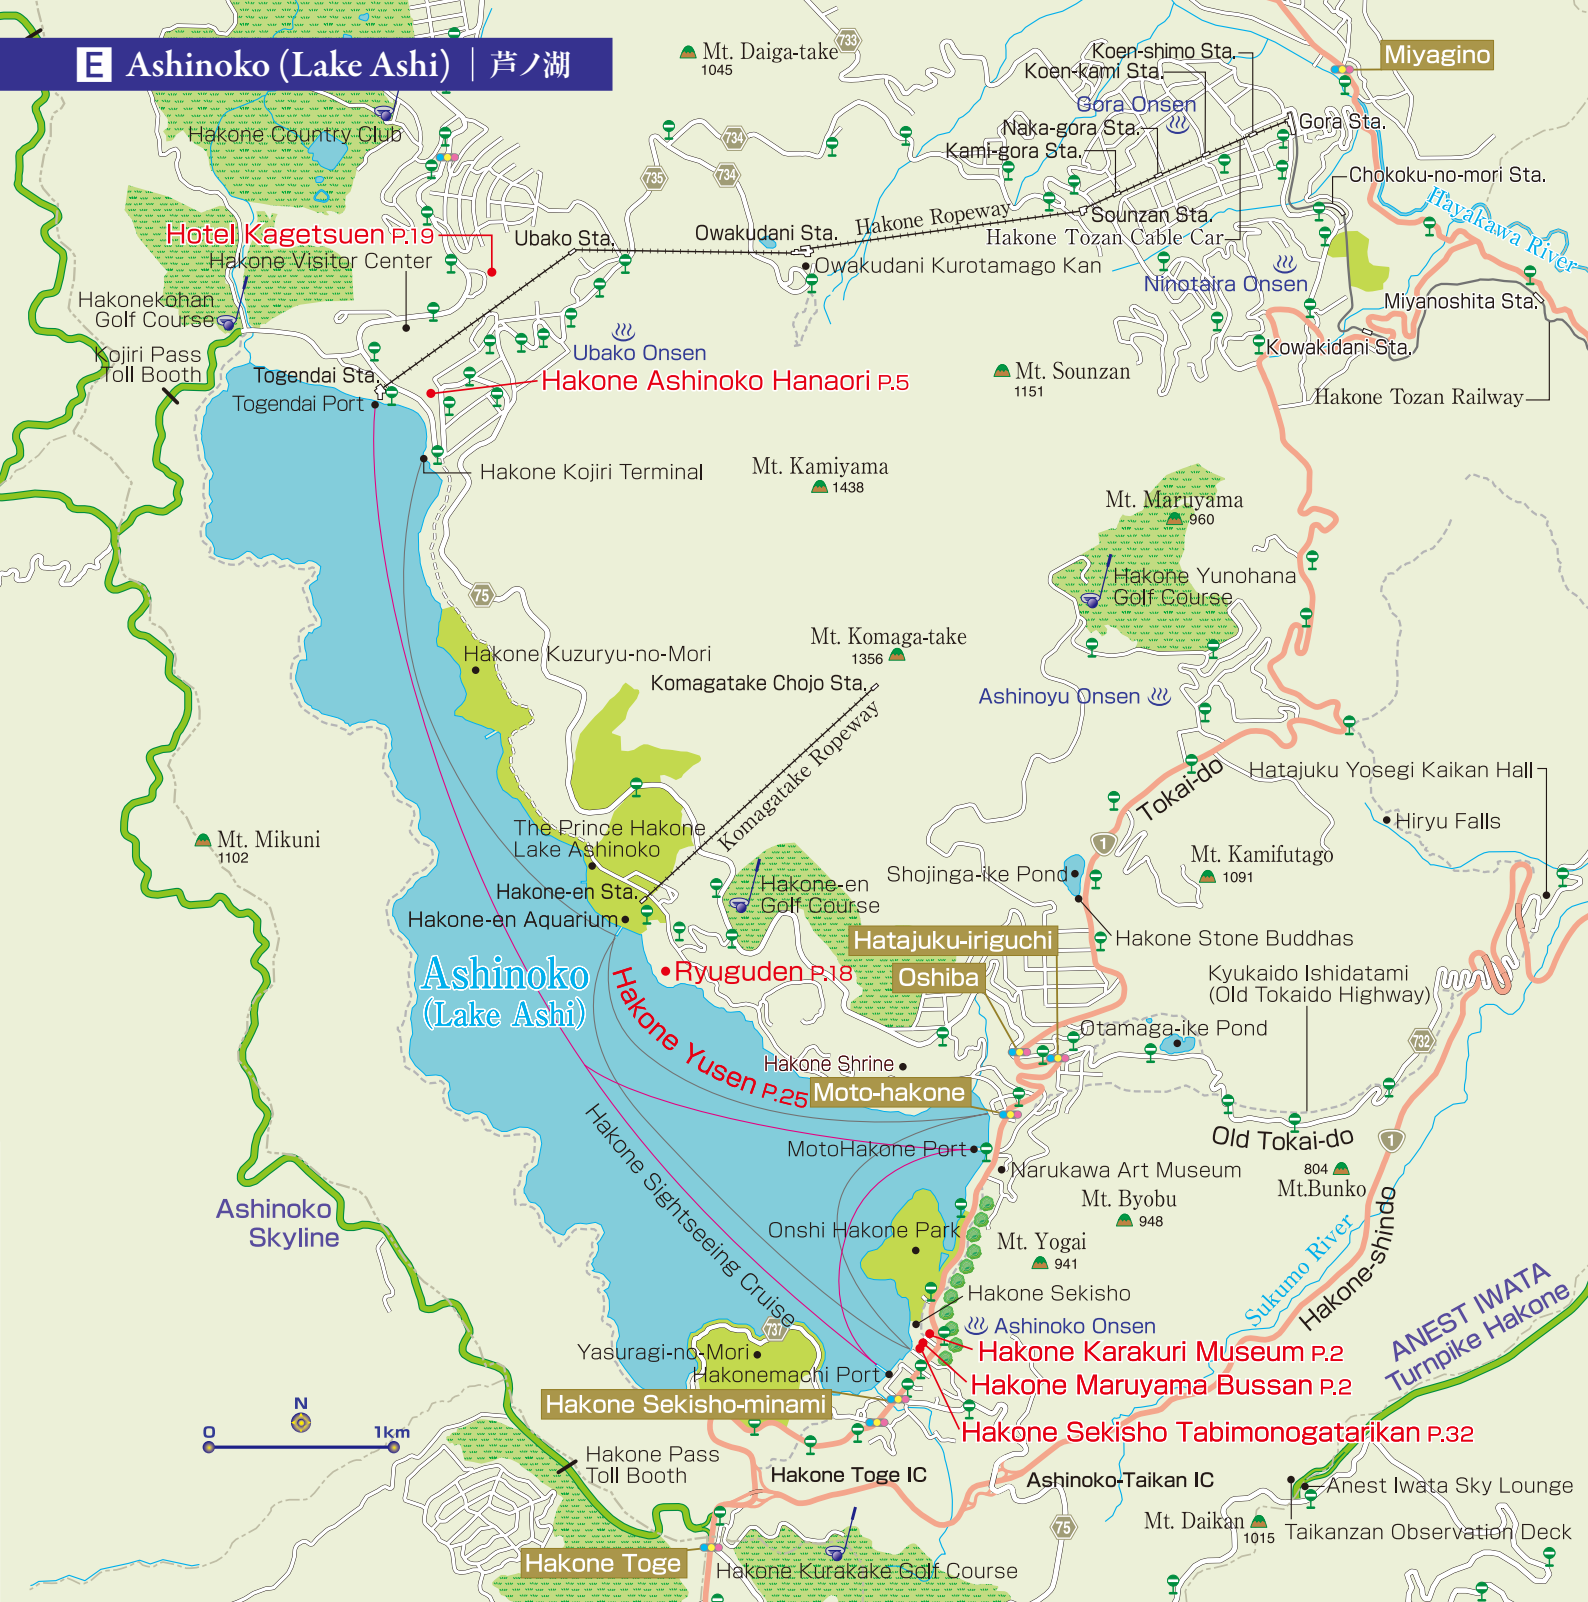 E Ashinoko (Lake Ashi) | 芦ノ湖
Mt. Daiga-take
1045
733
Koen-shimo Sta.
Miyagino
Koen-kami Sta.
Gora Onsen
Hakone Country Club
734
Naka-gora Sta.
Gora Sta.
Kami-gora Sta.
735
734
Chokoku-no-mori Sta.
Hayakawa River
Hotel Kagetsuen P.19
Ubako Sta.
Owakudani Sta.
Hakone Ropeway
Sounzan Sta.
Hakone Tozan Cable Car
Hakone Visitor Center
Owakudani Kurotamago Kan
Ninotaira Onsen
Hakonekohan
Golf Course
Miyanoshita Sta.
Kojiri Pass
Toll Booth
Ubako Onsen
Kowakidani Sta.
Togendai Sta.
Hakone Ashinoko Hanaori P.5
Mt. Sounzan
1151
Togendai Port
Hakone Tozan Railway
Hakone Kojiri Terminal
Mt. Kamiyama
1438
Mt. Maruyama
960
75
Hakone Yunohana
Golf Course
Mt. Komaga-take
1356
Hakone Kuzuryu-no-Mori
Komagatake Chojo Sta.
Ashinoyu Onsen
Komagatake Ropeway
Tokai-do
Hatajuku Yosegi Kaikan Hall
Hiryu Falls
Mt. Mikuni
1102
The Prince Hakone
Lake Ashinoko
1
Mt. Kamifutago
1091
Shojinga-ike Pond
Hakone-en Sta.
Hakone-en
Golf Course
Hakone-en Aquarium
Hatajuku-iriguchi
Hakone Stone Buddhas
Ashinoko
(Lake Ashi)
Ryuguden P.18
Oshiba
Kyukaido Ishidatami
(Old Tokaido Highway)
Hakone Yusen P.25
Otamaga-ike Pond
732
Hakone Shrine
Moto-hakone
Hakone Sightseeing Cruise
Old Tokai-do
1
MotoHakone Port
Narukawa Art Museum
804
Mt.Bunko
Ashinoko
Skyline
Mt. Byobu
948
Onshi Hakone Park
Mt. Yogai
941
Sukumo River
Hakone-shindo
Hakone Sekisho
ANEST IWATA
Turnpike Hakone
737
Ashinoko Onsen
Yasuragi-no-Mori
Hakone Karakuri Museum P.2
Hakonemachi Port
Hakone Maruyama Bussan P.2
Hakone Sekisho-minami
N
0
1km
Hakone Sekisho Tabimonogatarikan P.32
Hakone Pass
Toll Booth
Hakone Toge IC
Ashinoko-Taikan IC
Anest Iwata Sky Lounge
75
Mt. Daikan
1015
Taikanzan Observation Deck
Hakone Toge
Hakone Kurakake Golf Course